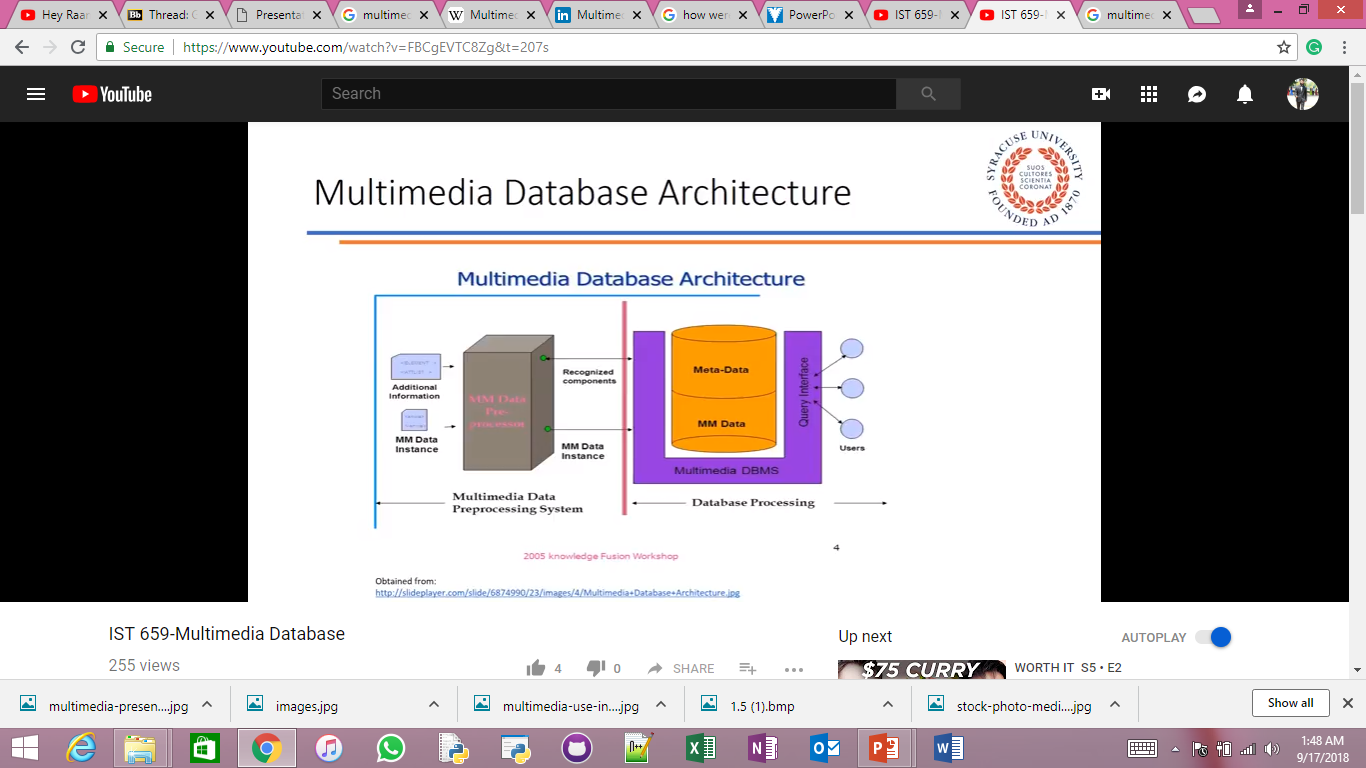 Hey Raar
Thread: C
Presentat
multimed
Multimed
Multimed
how were
PowerPo
IST 659-M
IST 659-M
multimed
Secure
https://www.youtube.com/watch?v=FBCgEVTC8Zg&t=207s
YouTube
Search
SYRACUSE UNIVERSITY
FOUNDED AD 1870
SUOS
CULTORES
SCIENTIA
CORONAT
Multimedia Database Architecture
Multimedia Database Architecture
Additional
Information
MM Data
Instance
MM Data
Pre-
processor
Recognized
components
MM Data
Instance
Meta-Data
MM Data
Query Interface
Multimedia DBMS
Users
Multimedia Data
Preprocessing System
Database Processing
4
2005 knowledge Fusion Workshop
Obtained from:
http://slideplayer.com/slide/6874990/23/images/4/Multimedia+Database+Architecture.jpg
IST 659-Multimedia Database
255 views
4
0
SHARE
Up next
AUTOPLAY
$75 CURRY
WORTH IT S5 • E2
multimedia-presen....jpg
images.jpg
multimedia-use-in....jpg
1.5 (1).bmp
stock-photo-medi....jpg
Show all
1:48 AM
9/17/2018